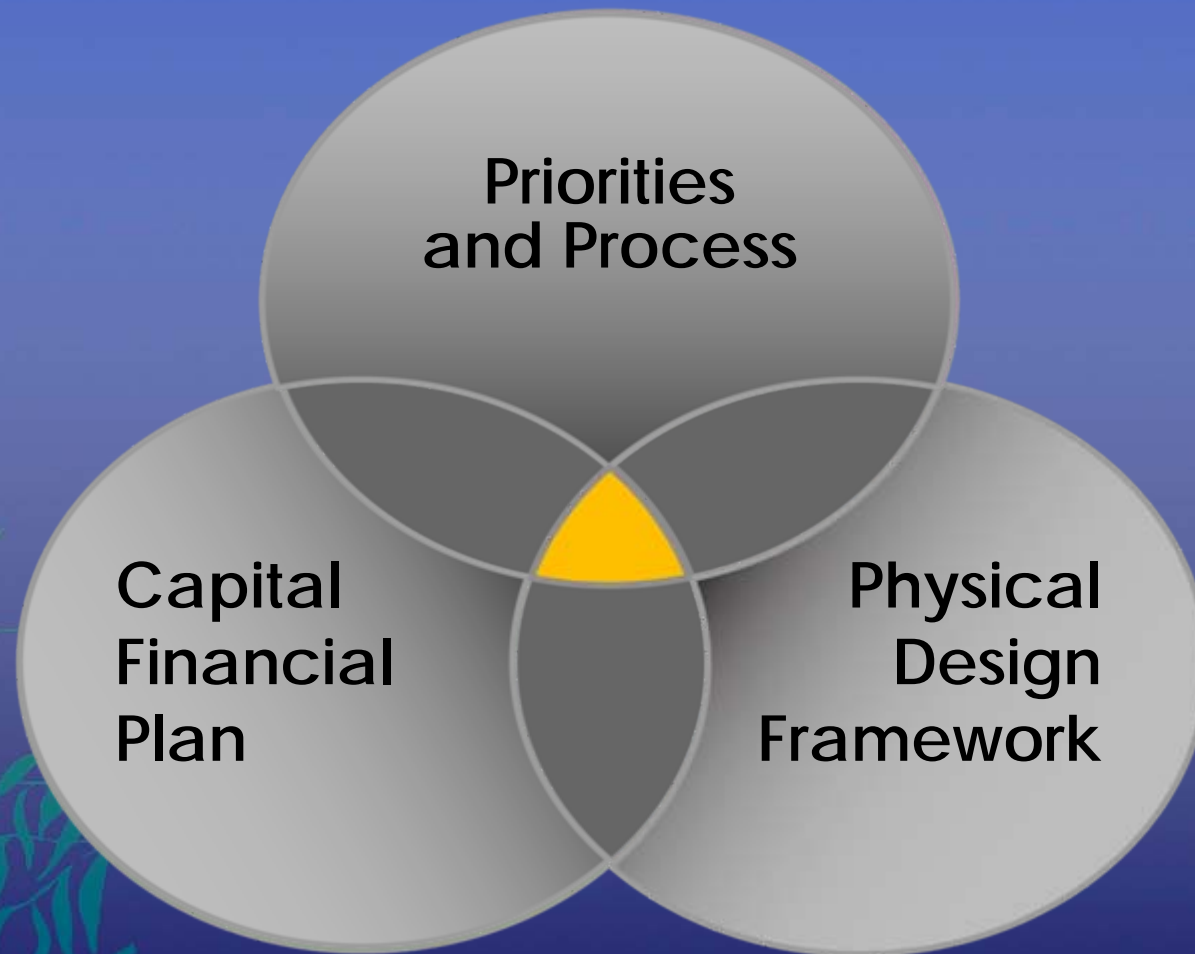 Priorities
and Process
Capital
Financial
Plan
Physical
Design
Framework